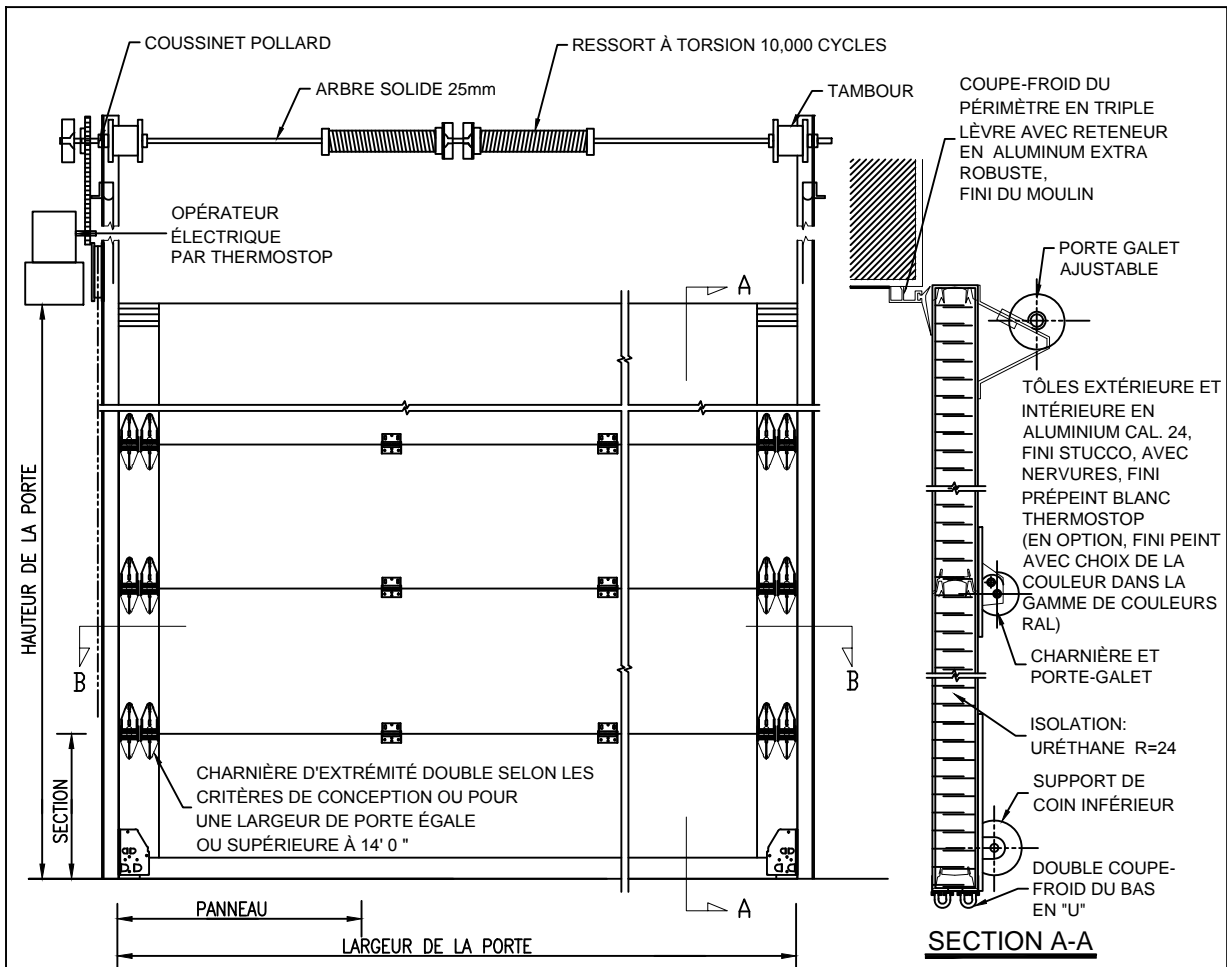 COUSSINET POLLARD
RESSORT À TORSION 10,000 CYCLES
ARBRE SOLIDE 25mm
TAMBOUR
COUPE-FROID DU
PÉRIMÈTRE EN TRIPLE
LÈVRE AVEC RETENEUR
EN ALUMINUM EXTRA
ROBUSTE,
FINI DU MOULIN
OPÉRATEUR
ÉLECTRIQUE
PAR THERMOSTOP
PORTE GALET
AJUSTABLE
A
TÔLES EXTÉRIEURE ET
INTÉRIEURE EN
ALUMINIUM CAL. 24,
FINI STUCCO, AVEC
NERVURES, FINI
PRÉPEINT BLANC
THERMOSTOP
(EN OPTION, FINI PEINT
AVEC CHOIX DE LA
COULEUR DANS LA
GAMME DE COULEURS
RAL)
HAUTEUR DE LA PORTE
B
B
CHARNIÈRE ET
PORTE-GALET
ISOLATION:
URÉTHANE R=24
SECTION
CHARNIÈRE D'EXTRÉMITÉ DOUBLE SELON LES
CRITÈRES DE CONCEPTION OU POUR
UNE LARGEUR DE PORTE ÉGALE
OU SUPÉRIEURE À 14' 0 "
SUPPORT DE
COIN INFÉRIEUR
DOUBLE COUPE-
FROID DU BAS
EN "U"
A
PANNEAU
LARGEUR DE LA PORTE
SECTION A-A